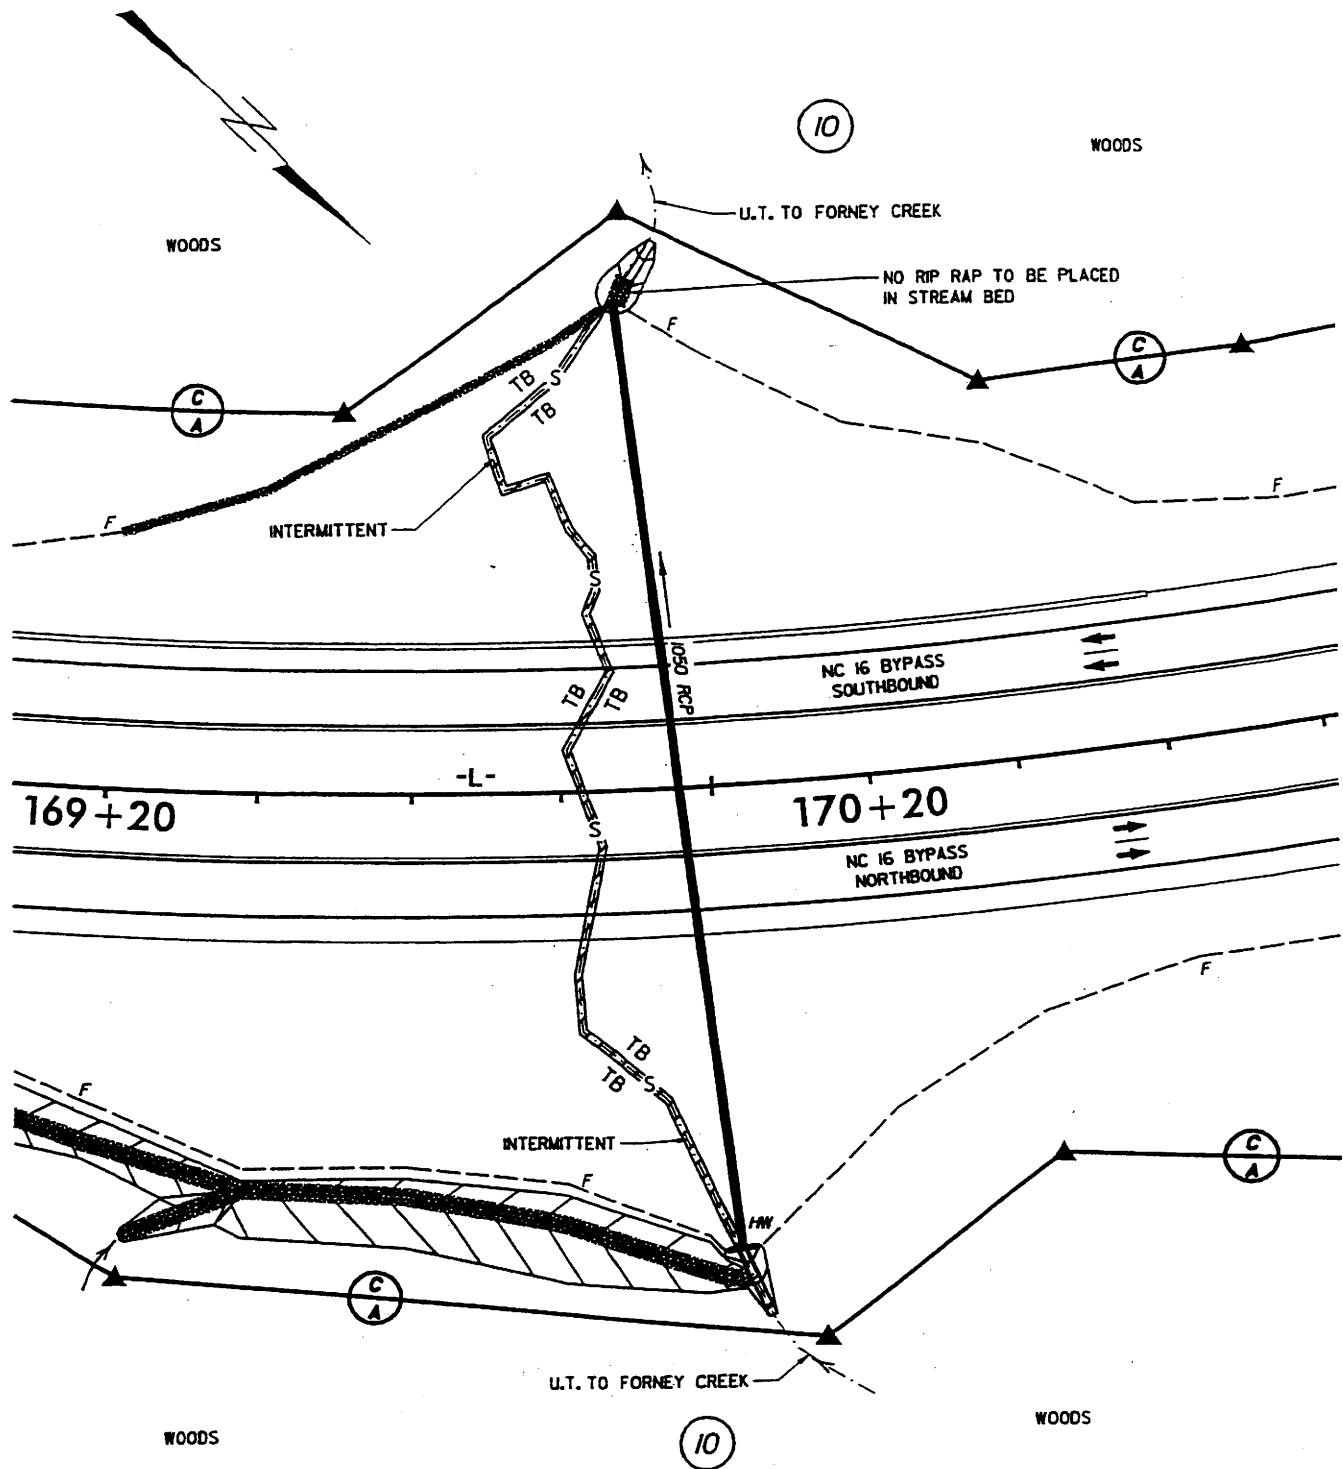 10
WOODS
U.T. TO FORNEY CREEK
WOODS
NO RIP RAP TO BE PLACED
IN STREAM BED
F
C
A
TB
S
TB
C
A
F
F
INTERMITTENT
S
1050 RCP
NC 16 BYPASS
SOUTHBOUND
TB
TB
-L-
169+20
170+20
S
NC 16 BYPASS
NORTHBOUND
F
TB
TB
S
F
INTERMITTENT
F
C
A
HW
C
A
U.T. TO FORNEY CREEK
WOODS
WOODS
10